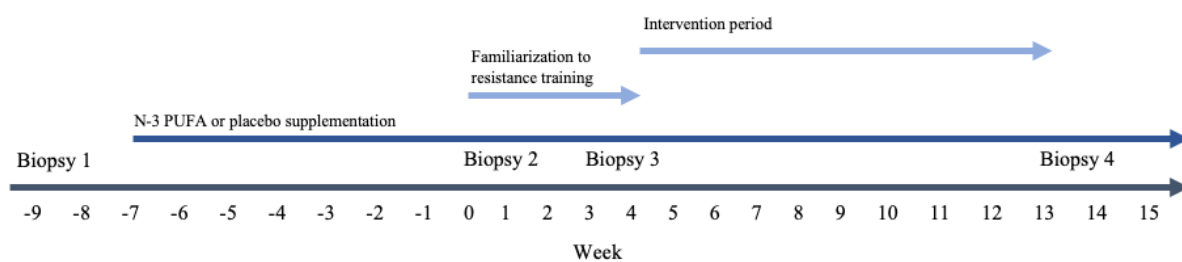 Intervention period
Familiarization to
resistance training
N-3 PUFA or placebo supplementation
Biopsy 1 Biopsy 2 Biopsy 3 Biopsy 4
-9 -8 -7 -6 -5 -4 -3 -2 -1 0 1 2 3 4 5 6 7 8 9 10 11 12 13 14 15
Week